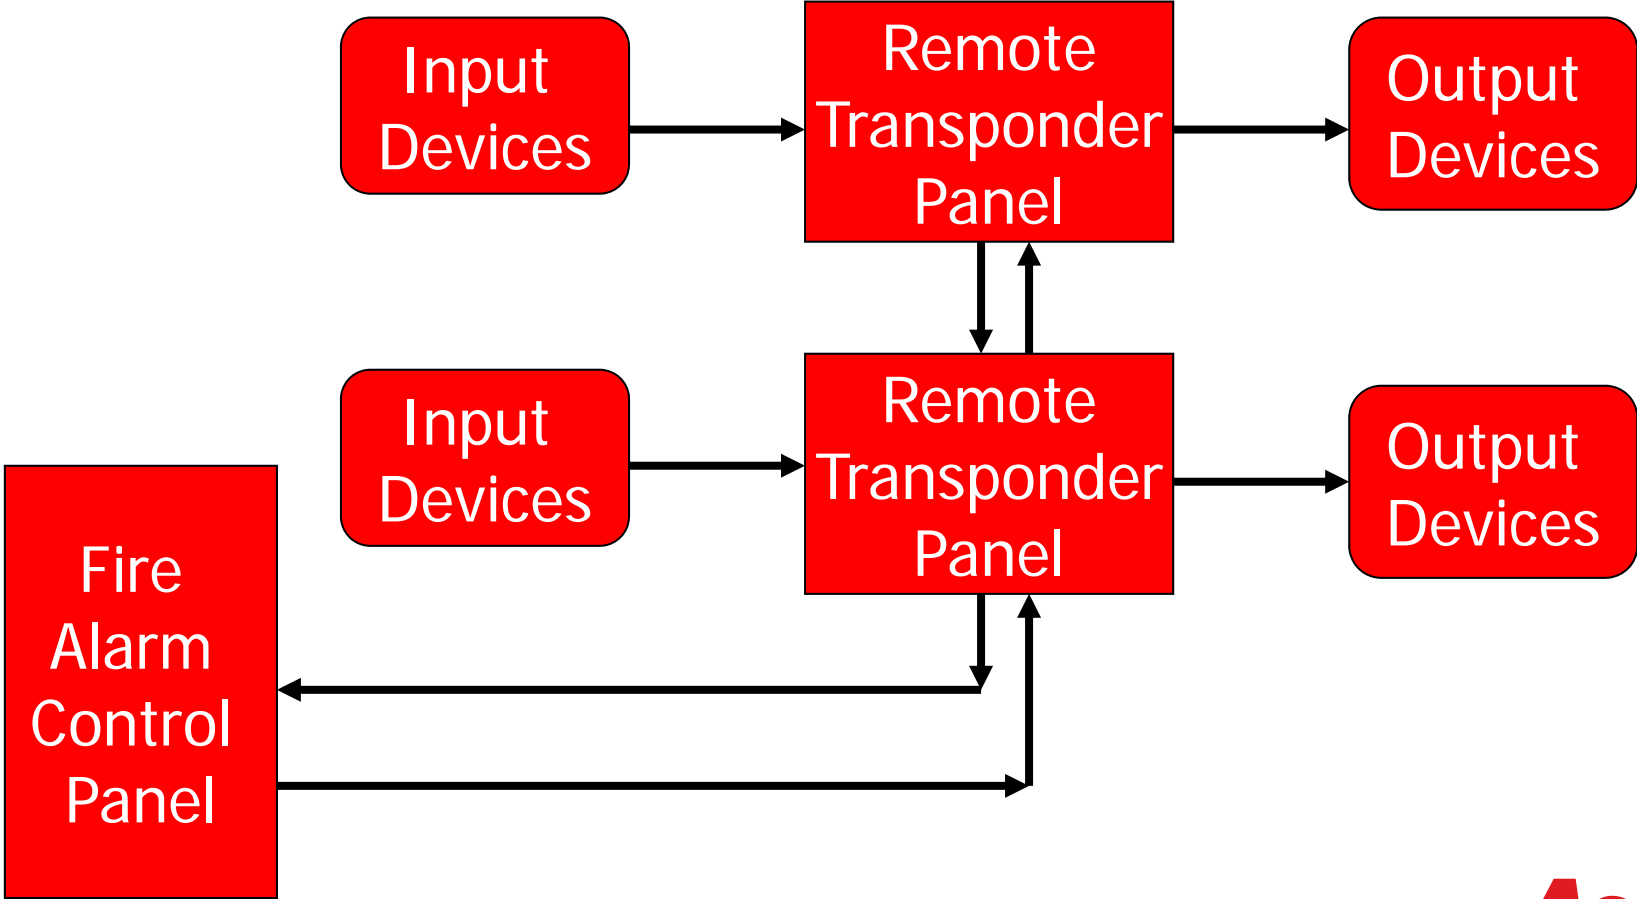 Input
Devices
Remote
Transponder
Panel
Output
Devices
Input
Devices
Remote
Transponder
Panel
Output
Devices
Fire
Alarm
Control
Panel